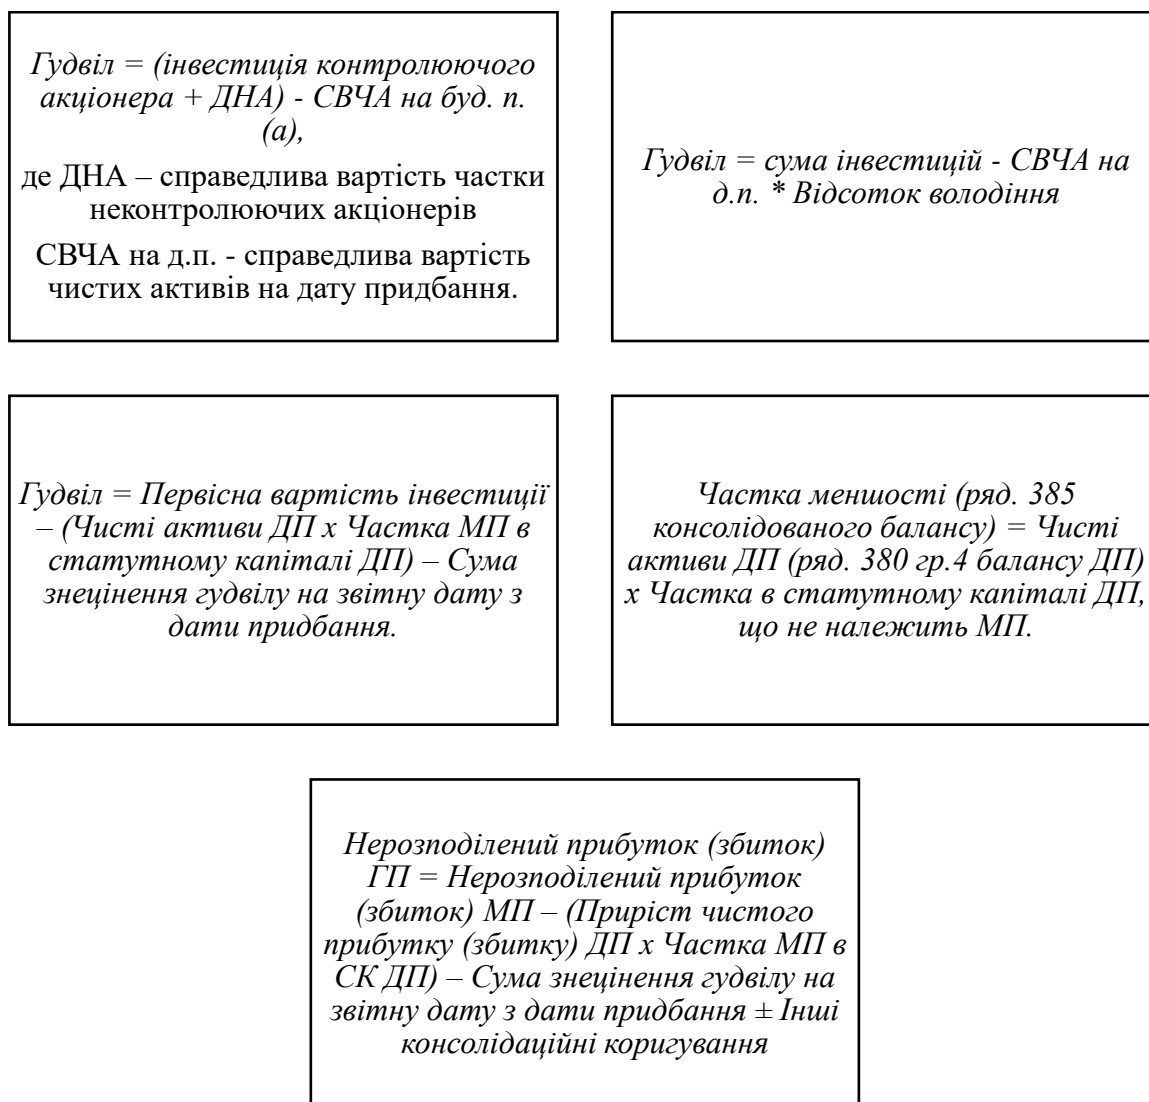 Гудвіл = (інвестиція контролюючого
акціонера + ДНА) - СВЧА на буд. п.
(а),
де ДНА – справедлива вартість частки
неконтролюючих акціонерів
СВЧА на д.п. - справедлива вартість
чистих активів на дату придбання.
Гудвіл = сума інвестицій - СВЧА на
д.п. * Відсоток володіння
Гудвіл = Первісна вартість інвестиції
– (Чисті активи ДП х Частка МП в
статутному капіталі ДП) – Сума
знецінення гудвілу на звітну дату з
дати придбання.
Частка меншості (ряд. 385
консолідованого балансу) = Чисті
активи ДП (ряд. 380 гр.4 балансу ДП)
х Частка в статутному капіталі ДП,
що не належить МП.
Нерозподілений прибуток (збиток)
ГП = Нерозподілений прибуток
(збиток) МП – (Приріст чистого
прибутку (збитку) ДП х Частка МП в
СК ДП) – Сума знецінення гудвілу на
звітну дату з дати придбання ± Інші
консолідаційні коригування